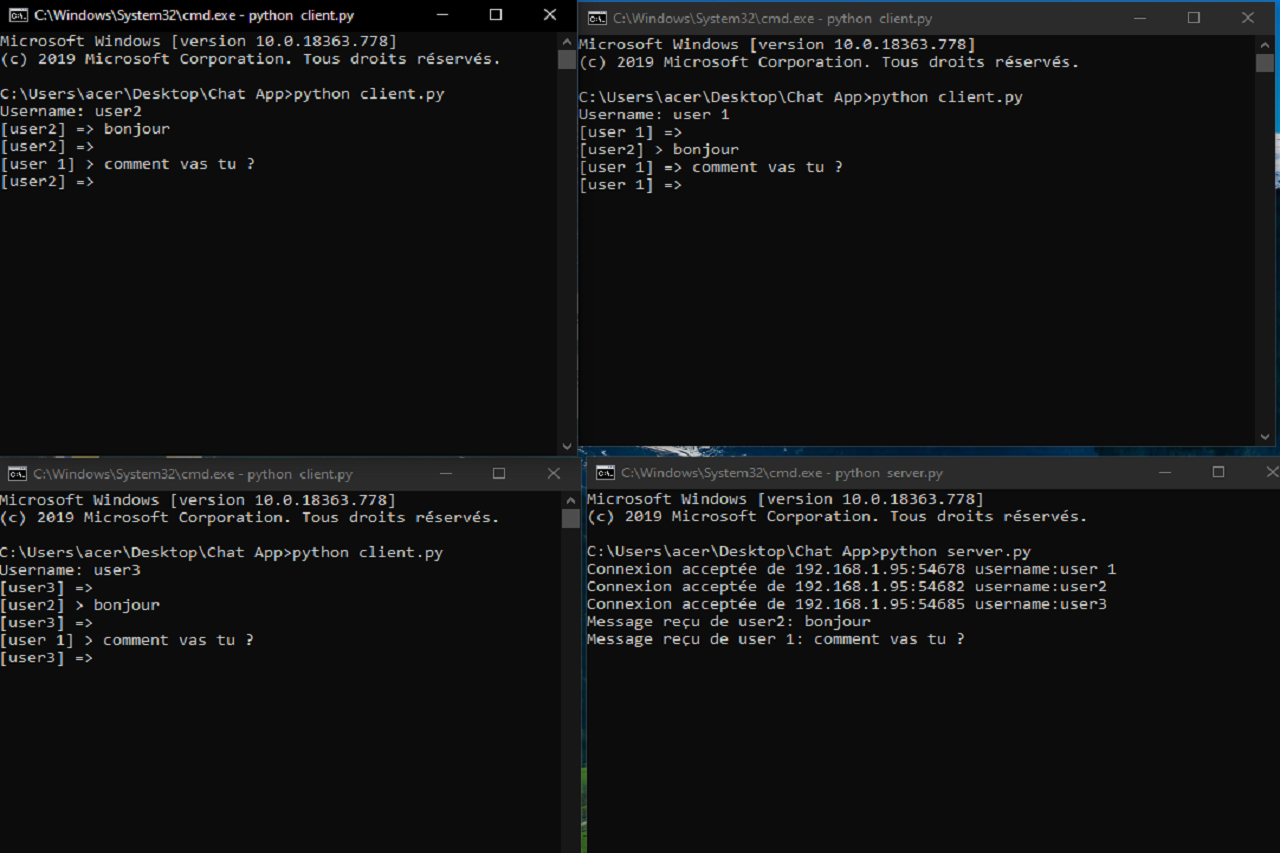 C:\Windows\System32\cmd.exe - python client.py
Microsoft Windows [version 10.0.18363.778]
(c) 2019 Microsoft Corporation. Tous droits réservés.
C:\Users\acer\Desktop\Chat App>python client.py
Username: user2
[user2] => bonjour
[user2] =>
[user 1] > comment vas tu ?
[user2] =>
C:\Windows\System32\cmd.exe - python client.py
Microsoft Windows [version 10.0.18363.778]
(c) 2019 Microsoft Corporation. Tous droits réservés.
C:\Users\acer\Desktop\Chat App>python client.py
Username: user 1
[user 1] =>
[user2] > bonjour
[user 1] => comment vas tu ?
[user 1] =>
C:\Windows\System32\cmd.exe - python client.py
Microsoft Windows [version 10.0.18363.778]
(c) 2019 Microsoft Corporation. Tous droits réservés.
C:\Users\acer\Desktop\Chat App>python client.py
Username: user3
[user3] =>
[user2] > bonjour
[user3] =>
[user 1] > comment vas tu ?
[user3] =>
C:\Windows\System32\cmd.exe - python server.py
Microsoft Windows [version 10.0.18363.778]
(c) 2019 Microsoft Corporation. Tous droits réservés.
C:\Users\acer\Desktop\Chat App>python server.py
Connexion acceptée de 192.168.1.95:54678 username:user 1
Connexion acceptée de 192.168.1.95:54682 username:user2
Connexion acceptée de 192.168.1.95:54685 username:user3
Message reçu de user2: bonjour
Message reçu de user 1: comment vas tu ?